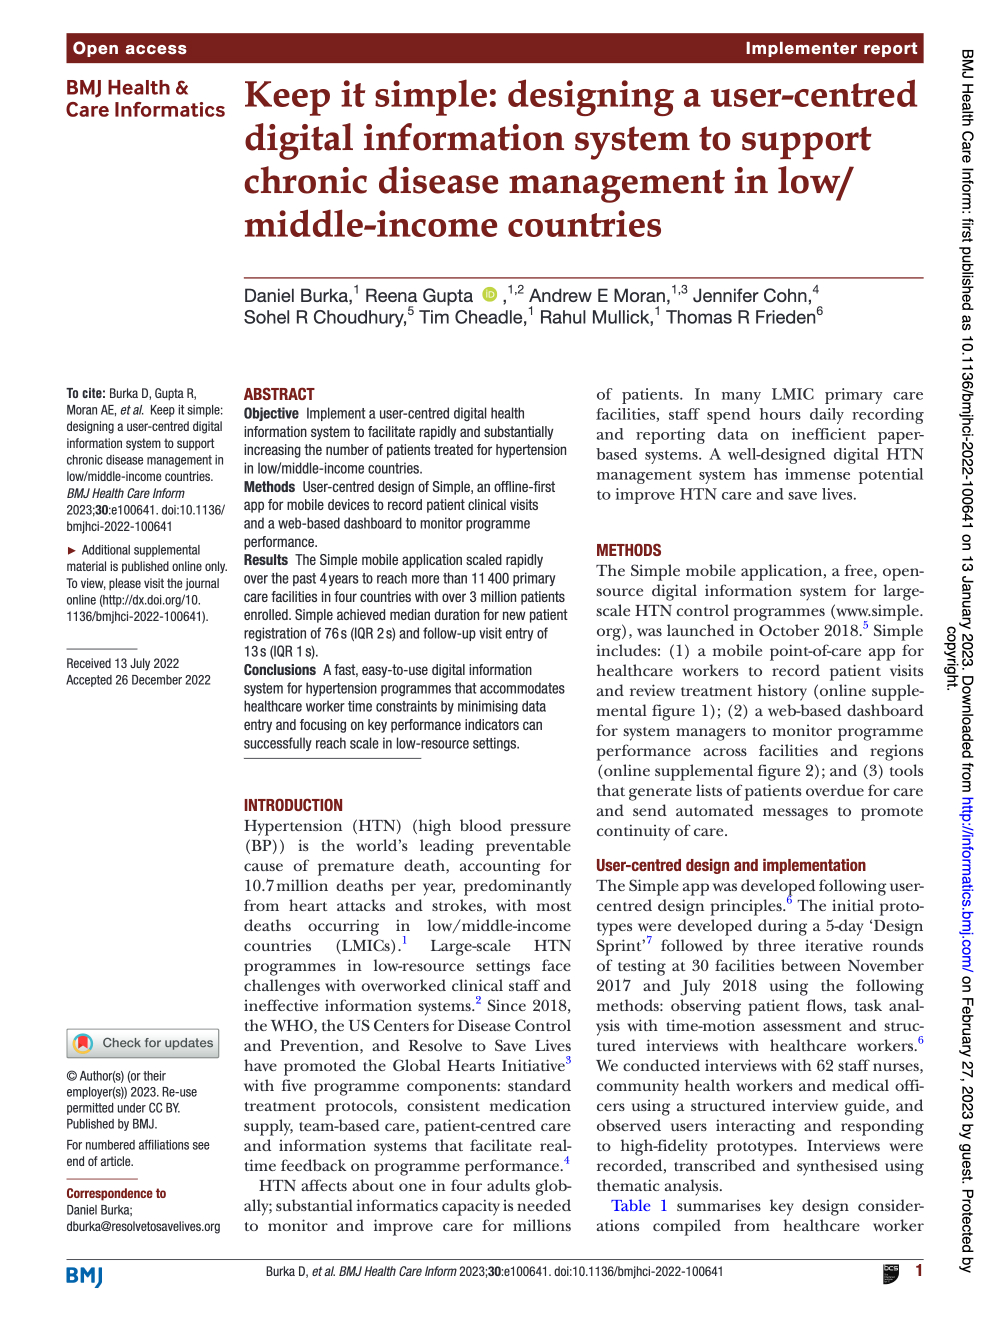 Open access
Implementer report
BMJ Health &
Care Informatics
Keep it simple: designing a user-centred
digital information system to support
chronic disease management in low/
middle-income countries
Daniel Burka,1 Reena Gupta iD ,1,2 Andrew E Moran,1,3 Jennifer Cohn,4
Sohel R Choudhury,5 Tim Cheadle,1 Rahul Mullick,1 Thomas R Frieden6
To cite: Burka D, Gupta R,
Moran AE, et al. Keep it simple:
designing a user-centred digital
information system to support
chronic disease management in
low/middle-income countries.
BMJ Health Care Inform
2023;30:e100641. doi:10.1136/
bmjhci-2022-100641
► Additional supplemental
material is published online only.
To view, please visit the journal
online (http://dx.doi.org/10.
1136/bmjhci-2022-100641).
Received 13 July 2022
Accepted 26 December 2022
Check for updates
© Author(s) (or their
employer(s)) 2023. Re-use
permitted under CC BY.
Published by BMJ.
For numbered affiliations see
end of article.
Correspondence to
Daniel Burka;
dburka@resolvetosavelives.org
ABSTRACT
Objective Implement a user-centred digital health
information system to facilitate rapidly and substantially
increasing the number of patients treated for hypertension
in low/middle-income countries.
Methods User-centred design of Simple, an offline-first
app for mobile devices to record patient clinical visits
and a web-based dashboard to monitor programme
performance.
Results The Simple mobile application scaled rapidly
over the past 4 years to reach more than 11 400 primary
care facilities in four countries with over 3 million patients
enrolled. Simple achieved median duration for new patient
registration of 76 s (IQR 2 s) and follow-up visit entry of
13 s (IQR 1 s).
Conclusions A fast, easy-to-use digital information
system for hypertension programmes that accommodates
healthcare worker time constraints by minimising data
entry and focusing on key performance indicators can
successfully reach scale in low-resource settings.
INTRODUCTION
Hypertension (HTN) (high blood pressure
(BP)) is the world's leading preventable
cause of premature death, accounting for
10.7 million deaths per year, predominantly
from heart attacks and strokes, with most
deaths occurring in low/middle-income
countries (LMICs).1 Large-scale HTN
programmes in low-resource settings face
challenges with overworked clinical staff and
ineffective information systems.2 Since 2018,
the WHO, the US Centers for Disease Control
and Prevention, and Resolve to Save Lives
have promoted the Global Hearts Initiative3
with five programme components: standard
treatment protocols, consistent medication
supply, team-based care, patient-centred care
and information systems that facilitate real-
time feedback on programme performance.4
HTN affects about one in four adults glob-
ally; substantial informatics capacity is needed
to monitor and improve care for millions
of patients. In many LMIC primary care
facilities, staff spend hours daily recording
and reporting data on inefficient paper-
based systems. A well-designed digital HTN
management system has immense potential
to improve HTN care and save lives.
METHODS
The Simple mobile application, a free, open-
source digital information system for large-
scale HTN control programmes (www.simple.
org), was launched in October 2018.5 Simple
includes: (1) a mobile point-of-care app for
healthcare workers to record patient visits
and review treatment history (online supple-
mental figure 1); (2) a web-based dashboard
for system managers to monitor programme
performance across facilities and regions
(online supplemental figure 2); and (3) tools
that generate lists of patients overdue for care
and send automated messages to promote
continuity of care.
User-centred design and implementation
The Simple app was developed following user-
centred design principles.6 The initial proto-
types were developed during a 5-day ‘Design
Sprint’7 followed by three iterative rounds
of testing at 30 facilities between November
2017 and July 2018 using the following
methods: observing patient flows, task anal-
ysis with time-motion assessment and struc-
tured interviews with healthcare workers.6
We conducted interviews with 62 staff nurses,
community health workers and medical offi-
cers using a structured interview guide, and
observed users interacting and responding
to high-fidelity prototypes. Interviews were
recorded, transcribed and synthesised using
thematic analysis.
Table 1 summarises key design consider-
ations compiled from healthcare worker
BMJ
Burka D, et al. BMJ Health Care Inform 2023;30:e100641. doi:10.1136/bmjhci-2022-100641
1
BMJ Health Care Inform: first published as 10.1136/bmjhci-2022-100641 on 13 January 2023. Downloaded from http://informatics.bmj.com/ on February 27, 2023 by guest. Protected by
copyright.